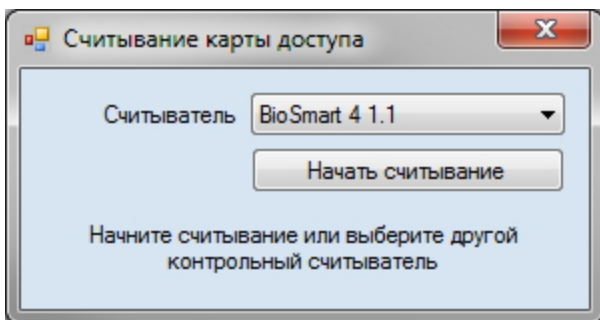 Считывание карты доступа
Считыватель BioSmart 4 1.1
Начать считывание
Начните считывание или выберите другой
контрольный считыватель